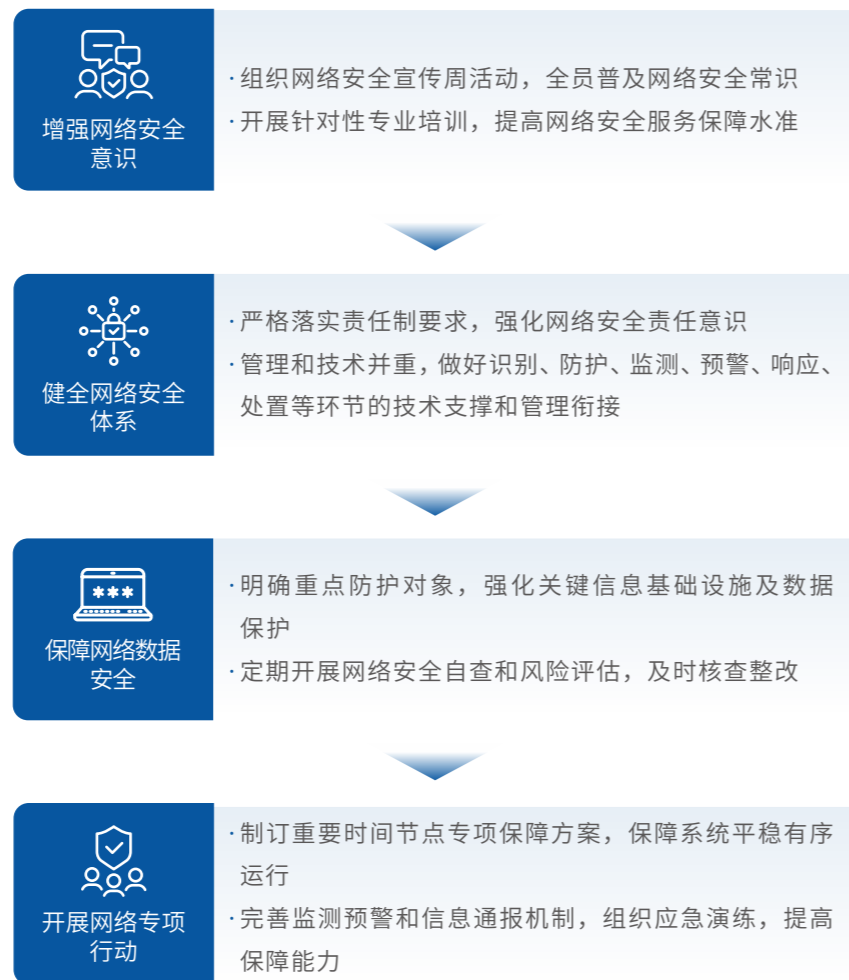 增强网络安全
意识
·组织网络安全宣传周活动，全员普及网络安全常识
·开展针对性专业培训，提高网络安全服务保障水准
健全网络安全
体系
·严格落实责任制要求，强化网络安全责任意识
·管理和技术并重，做好识别、防护、监测、预警、响应、
处置等环节的技术支撑和管理衔接
***
保障网络数据
安全
·明确重点防护对象，强化关键信息基础设施及数据
保护
·定期开展网络安全自查和风险评估，及时核查整改
开展网络专项
行动
·制订重要时间节点专项保障方案，保障系统平稳有序
运行
·完善监测预警和信息通报机制，组织应急演练，提高
保障能力